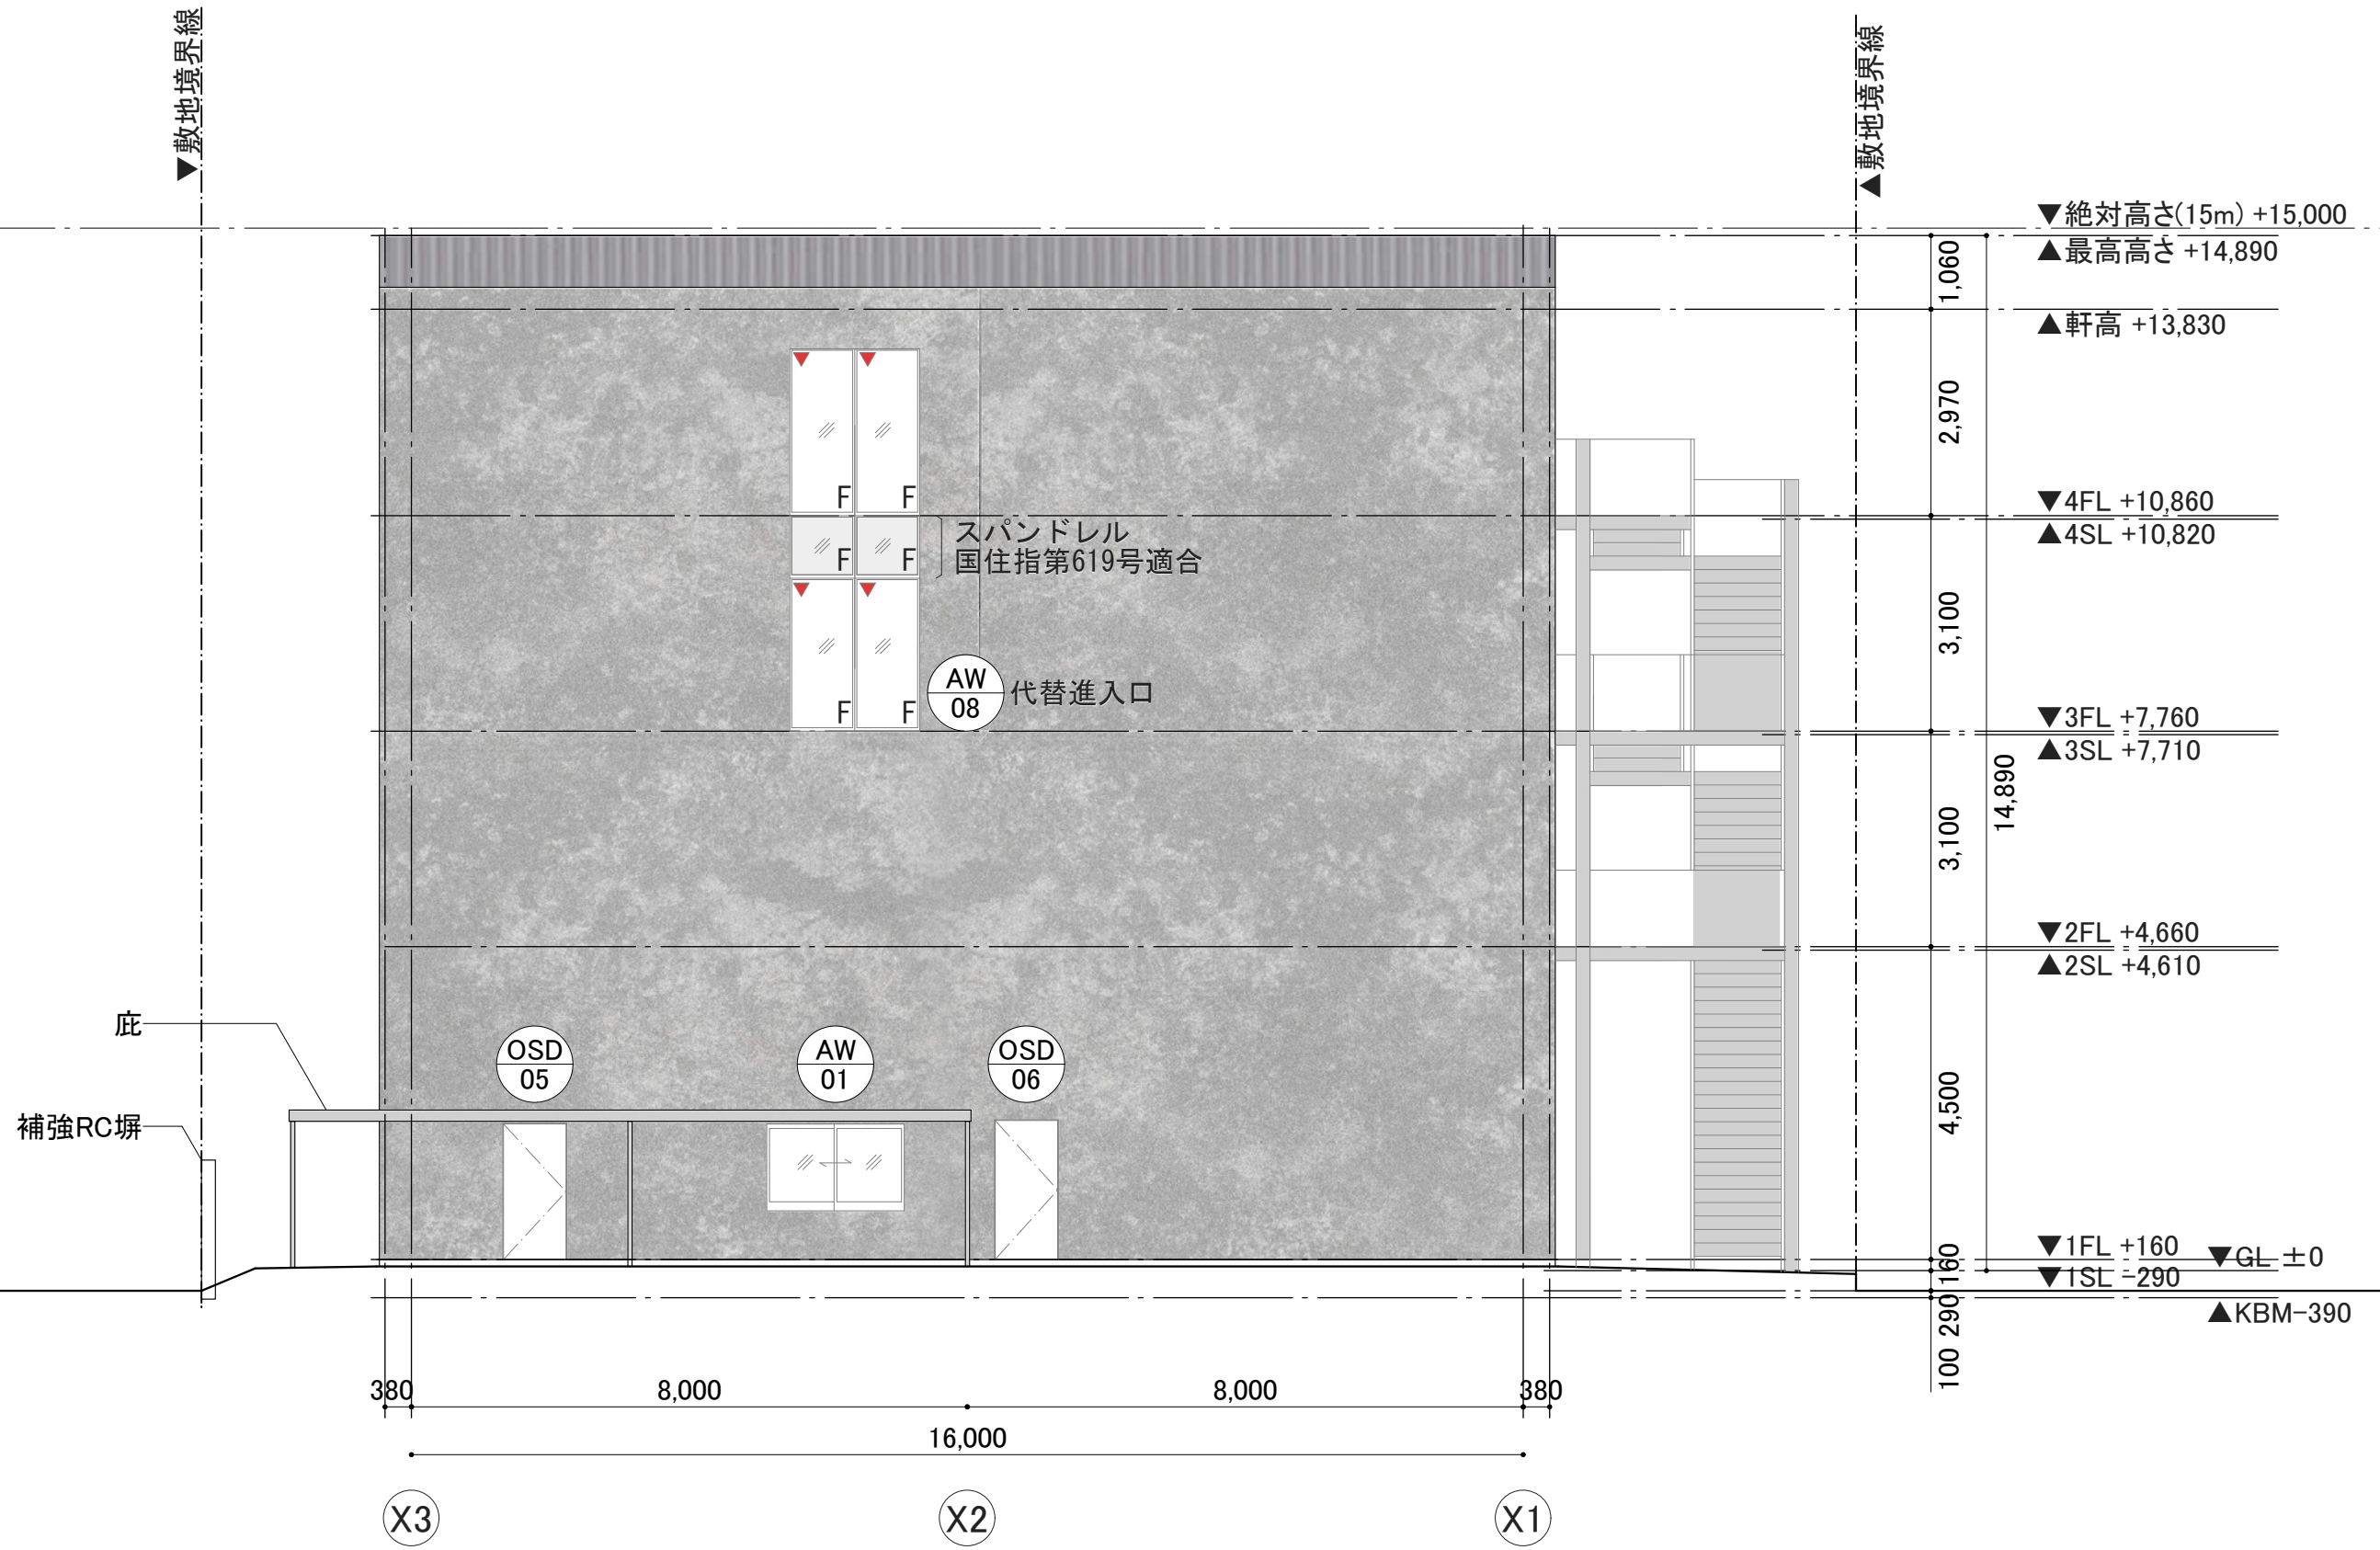 ▼敷地境界線
▲敷地境界線
▼絶対高さ(15m) +15,000
▲最高高さ +14,890
▲軒高 +13,830
▼4FL +10,860
▲4SL +10,820
▼3FL +7,760
▲3SL +7,710
▼2FL +4,660
▲2SL +4,610
▼1FL +160
▼GL ±0
▼1SL -290
▲KBM-390
1,060
2,970
3,100
3,100
4,500
160
290
100
14,890
F F
スパンドレル
国住指第619号適合
F F
AW
08
代替進入口
F F
庇
補強RC塀
OSD
05
AW
01
OSD
06
380
8,000
8,000
380
16,000
X3
X2
X1